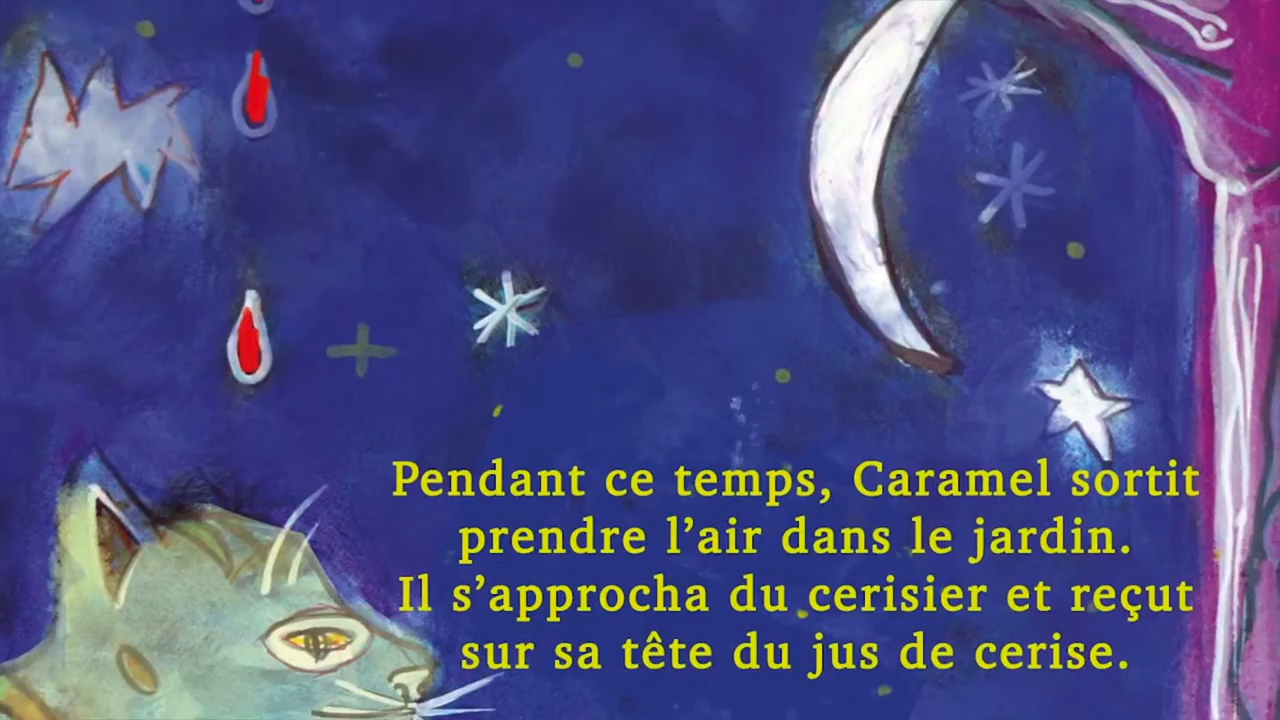 Pendant ce temps, Caramel sortit
prendre l’air dans le jardin.
Il s’approcha du cerisier et reçut
sur sa tête du jus de cerise.